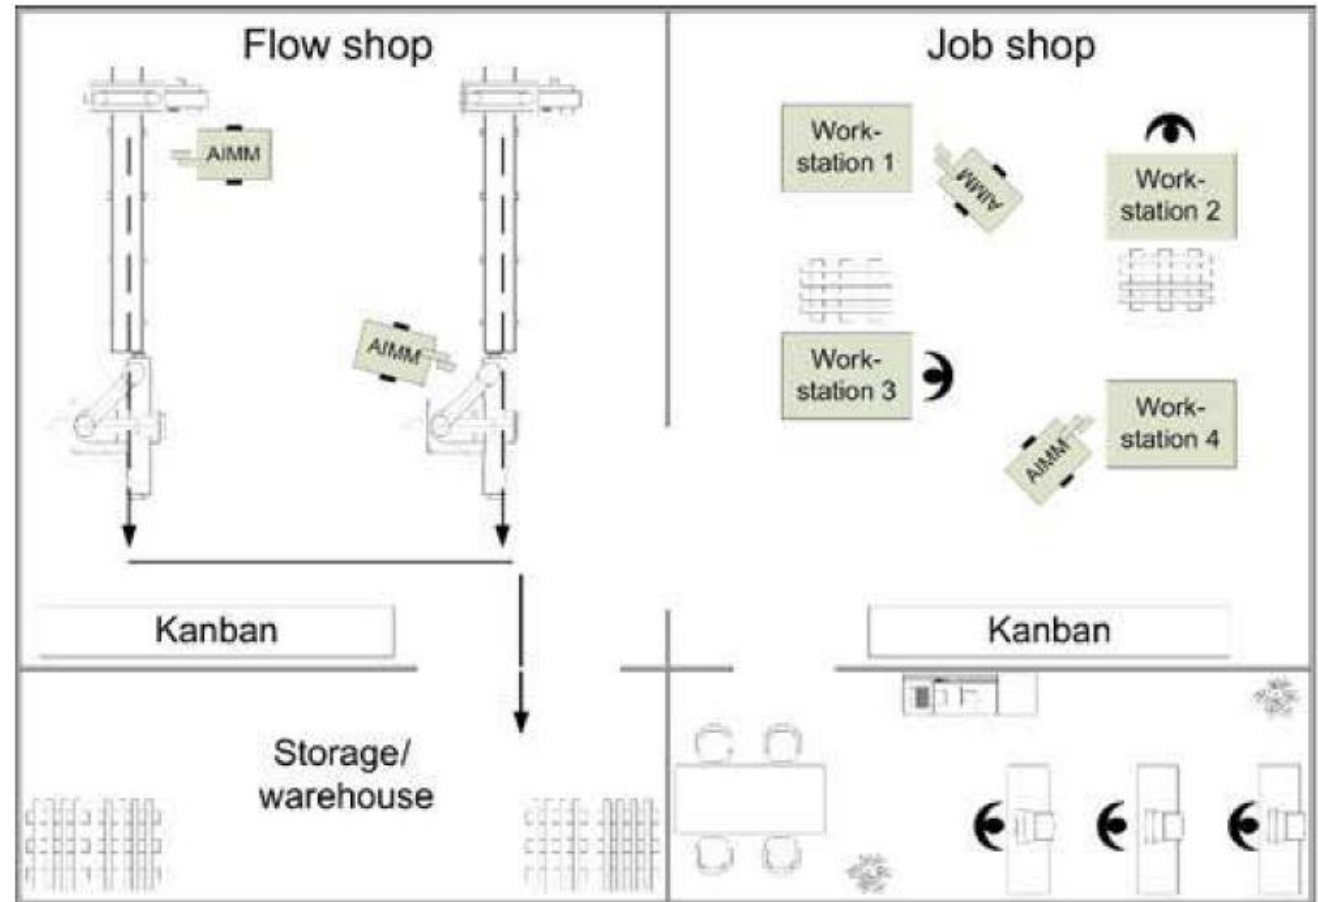 Flow shop
AIMM
AIMM
Kanban
Job shop
Work-
station 1
AIMM
Work-
station 2
Work-
station 3
AIMM
Work-
station 4
Kanban
Storage/
warehouse